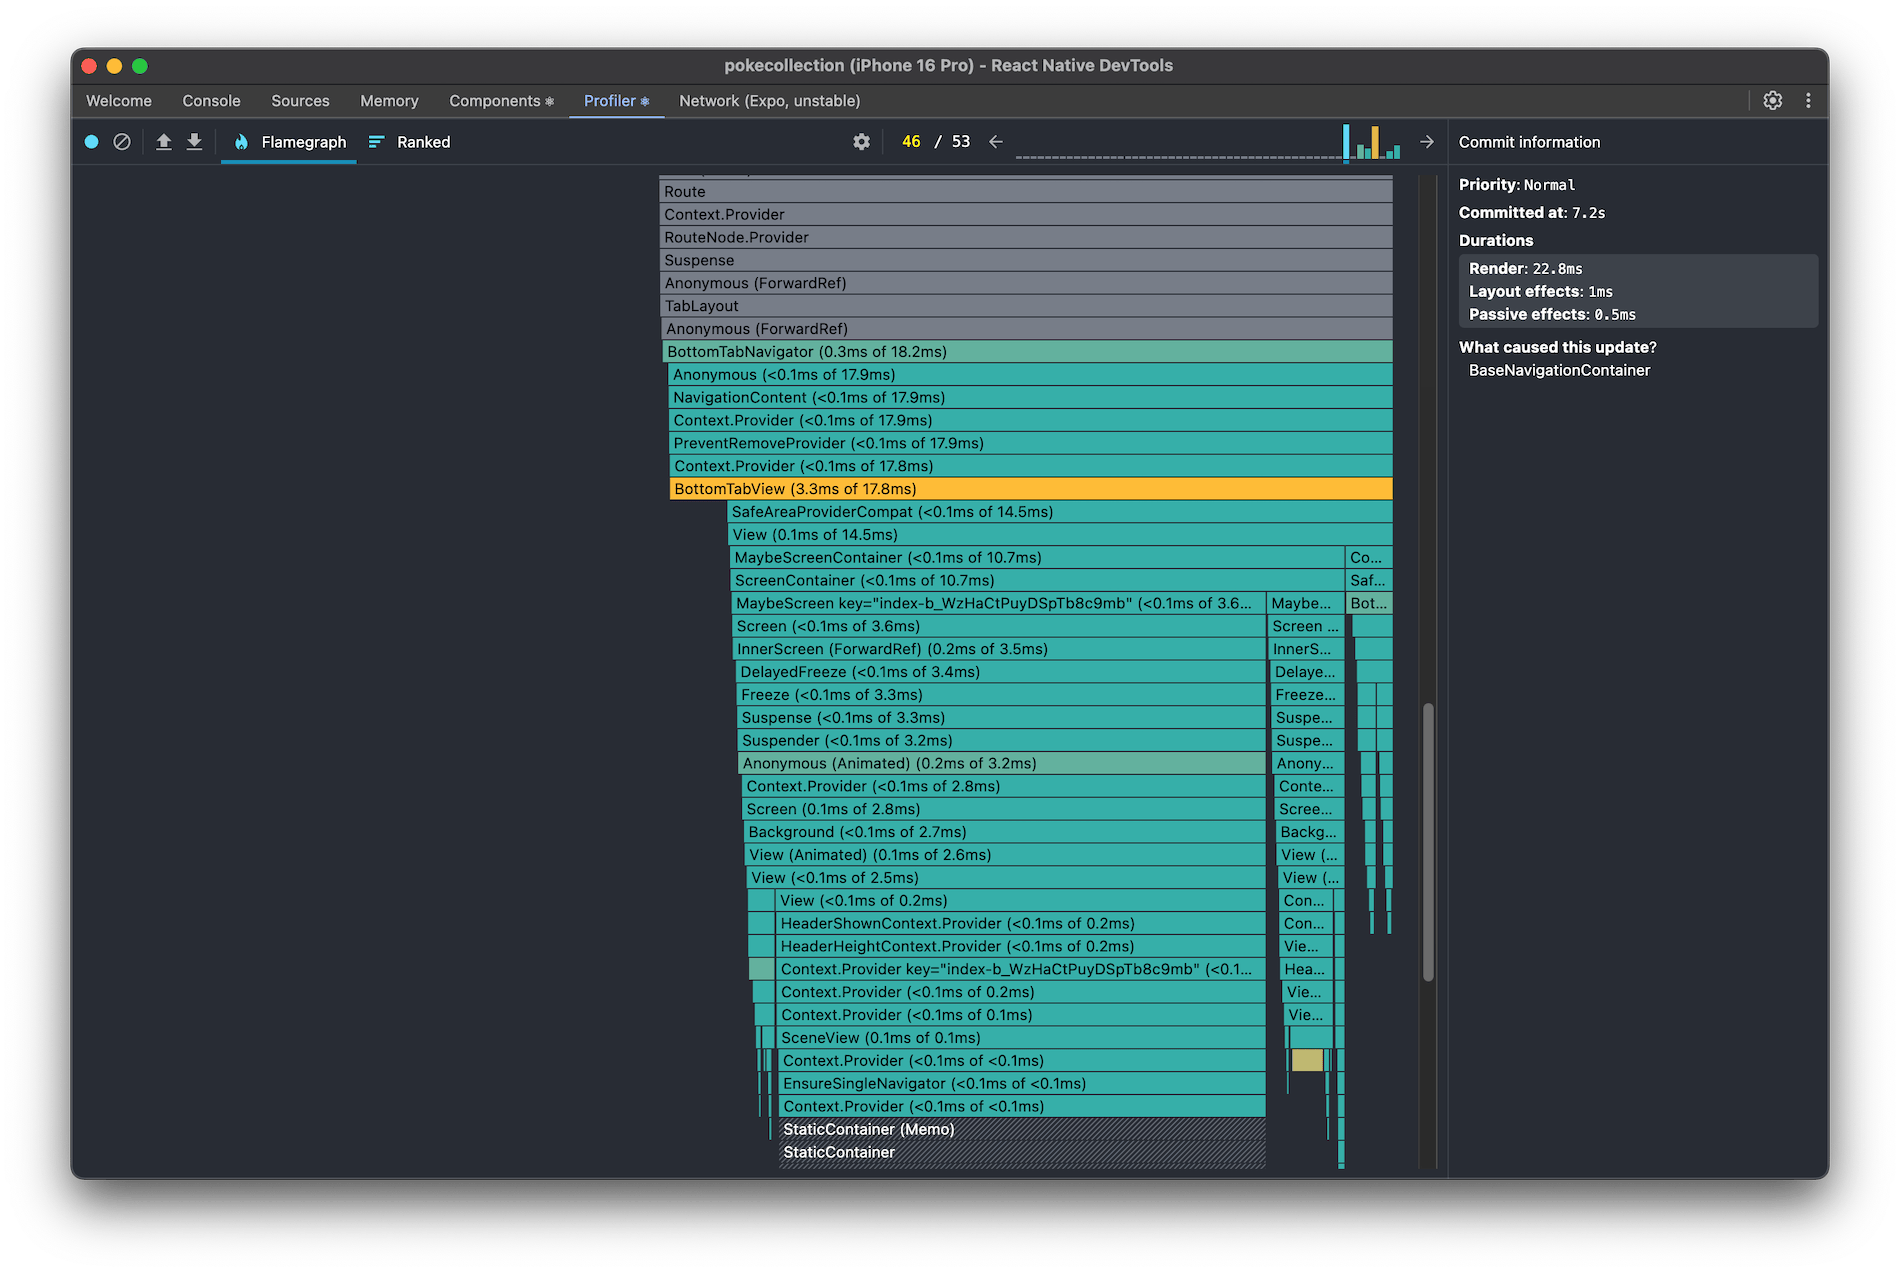 pokecollection (iPhone 16 Pro) - React Native DevTools
Welcome Console Sources Memory Components Profiler Network (Expo, unstable)
Flamegraph Ranked 46 / 53 Commit information
Route
Context.Provider
RouteNode.Provider
Suspense
Anonymous (ForwardRef)
TabLayout
Anonymous (ForwardRef)
BottomTabNavigator (0.3ms of 18.2ms)
Anonymous (<0.1ms of 17.9ms)
NavigationContent (<0.1ms of 17.9ms)
Context.Provider (<0.1ms of 17.9ms)
PreventRemoveProvider (<0.1ms of 17.9ms)
Context.Provider (<0.1ms of 17.8ms)
BottomTabView (3.3ms of 17.8ms)
SafeAreaProviderCompat (<0.1ms of 14.5ms)
View (0.1ms of 14.5ms)
MaybeScreenContainer (<0.1ms of 10.7ms) Co...
ScreenContainer (<0.1ms of 10.7ms) Saf...
MaybeScreen key="index-b_WzHaCtPuyDSpTb8c9mb" (<0.1ms of 3.6... Maybe... Bot...
Screen (<0.1ms of 3.6ms) Screen ...
InnerScreen (ForwardRef) (0.2ms of 3.5ms) InnerS...
DelayedFreeze (<0.1ms of 3.4ms) Delaye...
Freeze (<0.1ms of 3.3ms) Freeze...
Suspense (<0.1ms of 3.3ms) Suspe...
Suspender (<0.1ms of 3.2ms) Suspe...
Anonymous (Animated) (0.2ms of 3.2ms) Anony...
Context.Provider (<0.1ms of 2.8ms) Conte...
Screen (0.1ms of 2.8ms) Scree...
Background (<0.1ms of 2.7ms) Backg...
View (Animated) (0.1ms of 2.6ms) View (...
View (<0.1ms of 2.5ms) View (...
View (<0.1ms of 0.2ms) Con...
HeaderShownContext.Provider (<0.1ms of 0.2ms) Con...
HeaderHeightContext.Provider (<0.1ms of 0.2ms) Vie...
Context.Provider key="index-b_WzHaCtPuyDSpTb8c9mb" (<0.1... Hea...
Context.Provider (<0.1ms of 0.2ms) Vie...
Context.Provider (<0.1ms of 0.1ms) Vie...
SceneView (0.1ms of 0.1ms)
Context.Provider (<0.1ms of <0.1ms)
EnsureSingleNavigator (<0.1ms of <0.1ms)
Context.Provider (<0.1ms of <0.1ms)
StaticContainer (Memo)
StaticContainer
Priority: Normal
Committed at: 7.2s
Durations
Render: 22.8ms
Layout effects: 1ms
Passive effects: 0.5ms
What caused this update?
BaseNavigationContainer